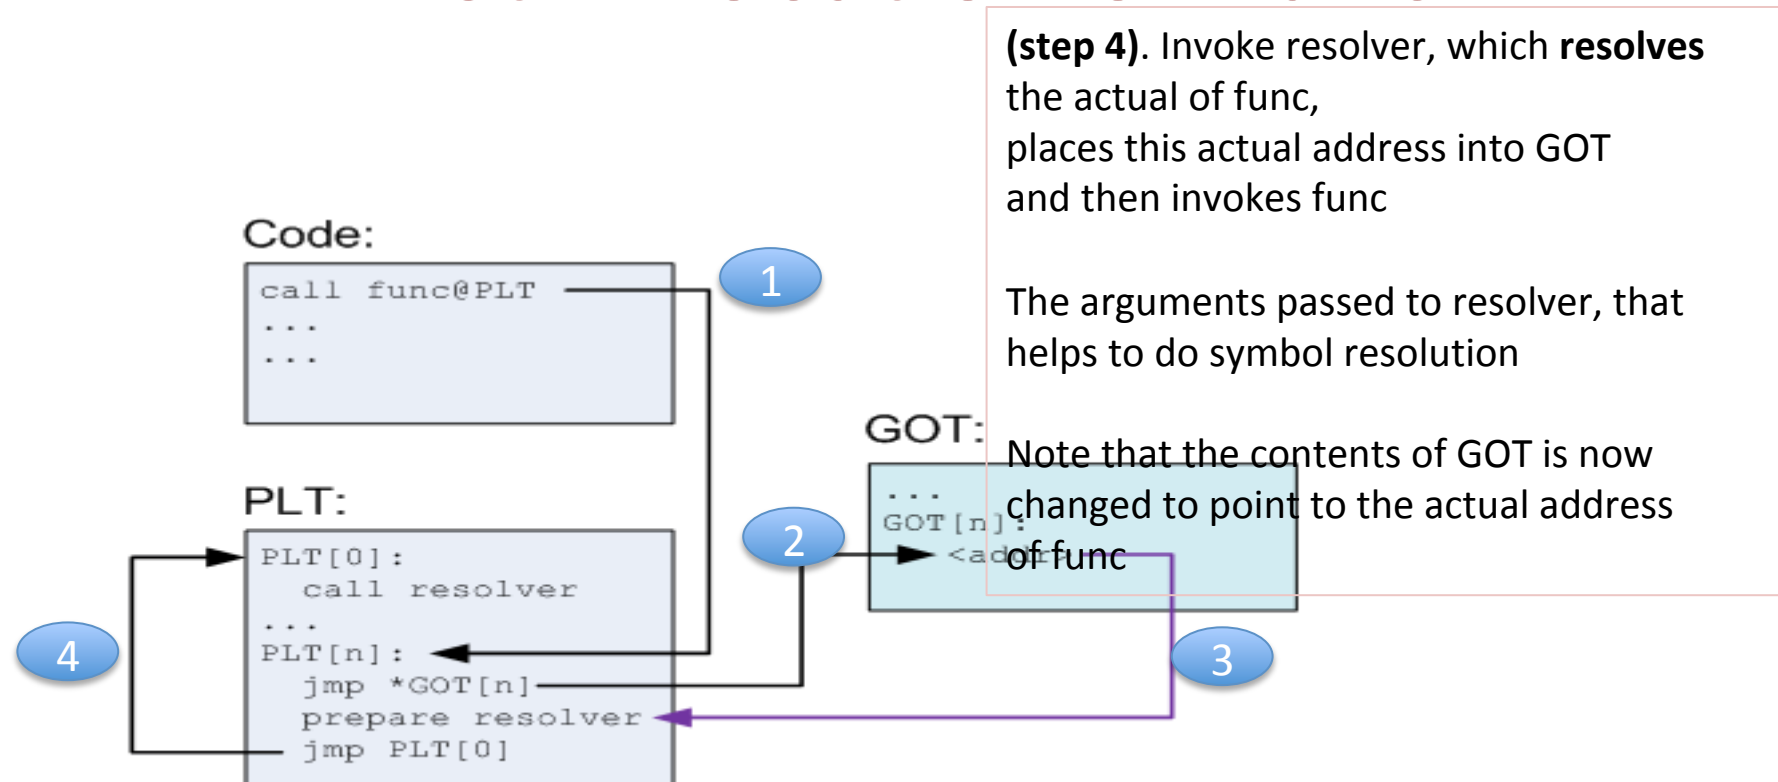 (step 4). Invoke resolver, which resolves
the actual of func,
places this actual address into GOT
and then invokes func
The arguments passed to resolver, that
helps to do symbol resolution
Note that the contents of GOT is now
changed to point to the actual address
of func
Code:
call func@PLT
...
...
1
PLT:
PLT[0]:
call resolver
...
PLT[n]:
jmp *GOT[n]
prepare resolver
jmp PLT[0]
GOT:
...
GOT[n]:
<addr>
2
3
4